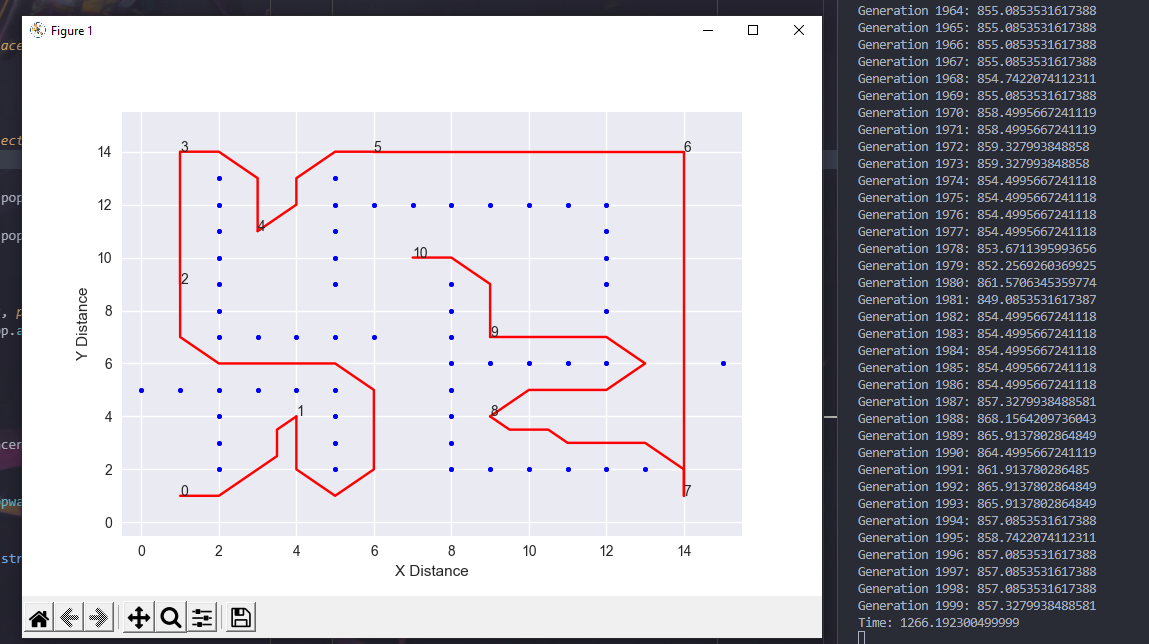 Figure 1
ace
ect
pop
pop
, p
op.a
acer
opwa
str
14
12
10
8
6
4
2
0
Y Distance
3
5
6
4
10
2
9
1
8
0
7
0
2
4
6
8
10
12
14
X Distance
Generation 1964: 855.0853531617388
Generation 1965: 855.0853531617388
Generation 1966: 855.0853531617388
Generation 1967: 855.0853531617388
Generation 1968: 854.7422074112311
Generation 1969: 855.0853531617388
Generation 1970: 858.4995667241119
Generation 1971: 858.4995667241119
Generation 1972: 859.327993848858
Generation 1973: 859.327993848858
Generation 1974: 854.4995667241118
Generation 1975: 854.4995667241118
Generation 1976: 854.4995667241118
Generation 1977: 854.4995667241118
Generation 1978: 853.6711395993656
Generation 1979: 852.2569260369925
Generation 1980: 861.5706345359774
Generation 1981: 849.0853531617387
Generation 1982: 854.4995667241118
Generation 1983: 854.4995667241118
Generation 1984: 854.4995667241118
Generation 1985: 854.4995667241118
Generation 1986: 854.4995667241118
Generation 1987: 857.3279938488581
Generation 1988: 868.1564209736043
Generation 1989: 865.9137802864849
Generation 1990: 864.4995667241119
Generation 1991: 861.913780286485
Generation 1992: 865.9137802864849
Generation 1993: 865.9137802864849
Generation 1994: 857.0853531617388
Generation 1995: 858.7422074112311
Generation 1996: 857.0853531617388
Generation 1997: 857.0853531617388
Generation 1998: 857.0853531617388
Generation 1999: 857.3279938488581
Time: 1266.192300499999